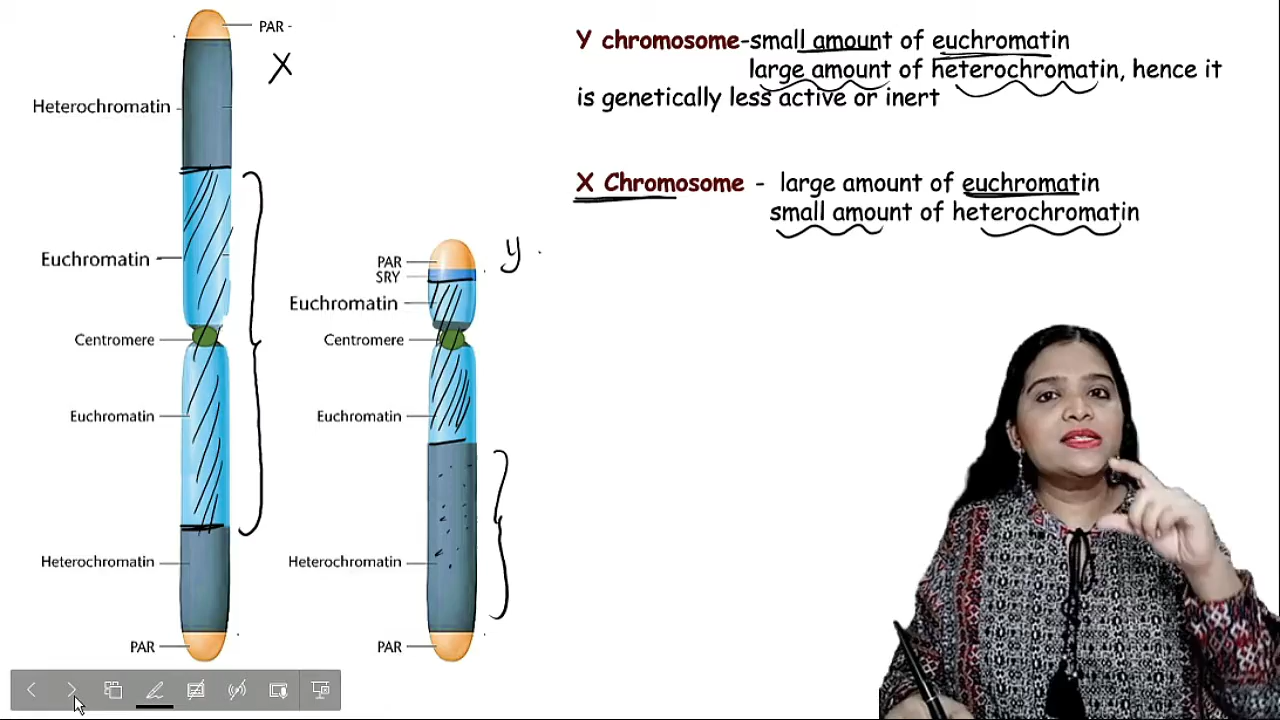 PAR -
X
Heterochromatin
Euchromatin
Centromere
Euchromatin
Heterochromatin
PAR
y
PAR
SRY
Euchromatin
Centromere
Euchromatin
Heterochromatin
PAR
Y chromosome-small amount of euchromatin
large amount of heterochromatin, hence it
is genetically less active or inert
X Chromosome - large amount of euchromatin
small amount of heterochromatin